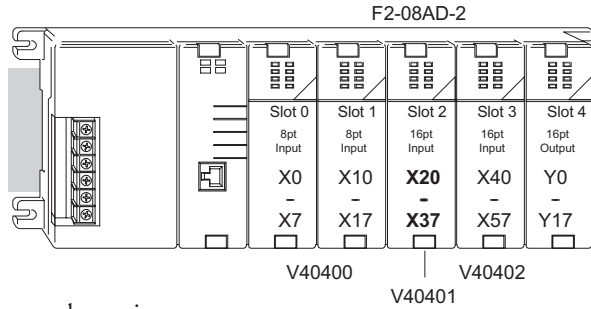 F2-08AD-2
Slot 0 Slot 1 Slot 2 Slot 3 Slot 4
8pt 8pt 16pt 16pt 16pt
Input Input Input Input Output
X0 X10 X20 X40 Y0
- - - - -
X7 X17 X37 X57 Y17
V40400 V40402
V40401